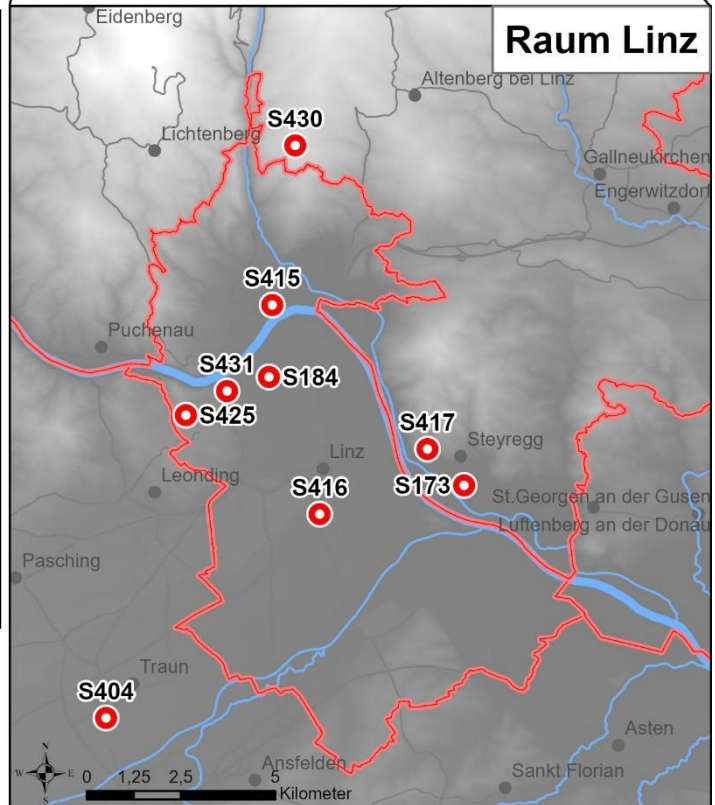 Eidenberg
Raum Linz
Altenberg bei Linz
S430
Lichtenberg
Gallneukirchen
Engerwitzdorf
S415
Puchenau
S431
S184
S425
S417
Steyregg
Linz
Leonding
S416
S173
St.Georgen an der Gusen
Luftenberg an der Donau
Pasching
Traun
S404
Asten
N
W
E
S
Ansfelden
Sankt Florian
0 1,25 2,5 5
Kilometer